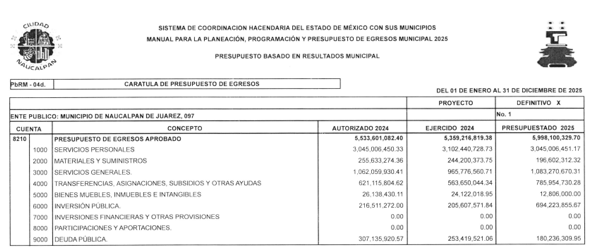 CIUDAD
NAUCALPAN
SISTEMA DE COORDINACION HACENDARIA DEL ESTADO DE MÉXICO CON SUS MUNICIPIOS
MANUAL PARA LA PLANEACIÓN, PROGRAMACIÓN Y PRESUPUESTO DE EGRESOS MUNICIPAL 2025
PRESUPUESTO BASADO EN RESULTADOS MUNICIPAL
PbRM - 04d. CARATULA DE PRESUPUESTO DE EGRESOS
DEL 01 DE ENERO AL 31 DE DICIEMBRE DE 2025
PROYECTO DEFINITIVO X
ENTE PUBLICO: MUNICIPIO DE NAUCALPAN DE JUAREZ, 097 No. 1
CUENTA CONCEPTO AUTORIZADO 2024 EJERCIDO 2024 PRESUPUESTADO 2025
8210 PRESUPUESTO DE EGRESOS APROBADO 5,533,601,082.40 5,359,216,819.38 5,998,100,329.70
1000 SERVICIOS PERSONALES 3,045,006,450.33 3,102,440,728.73 3,045,006,451.17
2000 MATERIALES Y SUMINISTROS 255,633,274.36 244,200,373.75 196,602,312.32
3000 SERVICIOS GENERALES. 1,062,059,930.41 965,776,560.71 1,083,270,670.31
4000 TRANSFERENCIAS, ASIGNACIONES, SUBSIDIOS Y OTRAS AYUDAS 621,115,804.62 563,650,044.34 785,954,730.28
5000 BIENES MUEBLES, INMUEBLES E INTANGIBLES 26,138,430.11 24,122,018.95 12,806,000.00
6000 INVERSIÓN PÚBLICA. 216,511,272.00 205,607,571.84 694,223,855.67
7000 INVERSIONES FINANCIERAS Y OTRAS PROVISIONES 0.00 0.00 0.00
8000 PARTICIPACIONES Y APORTACIONES. 0.00 0.00 0.00
9000 DEUDA PÚBLICA. 307,135,920.57 253,419,521.06 180,236,309.95